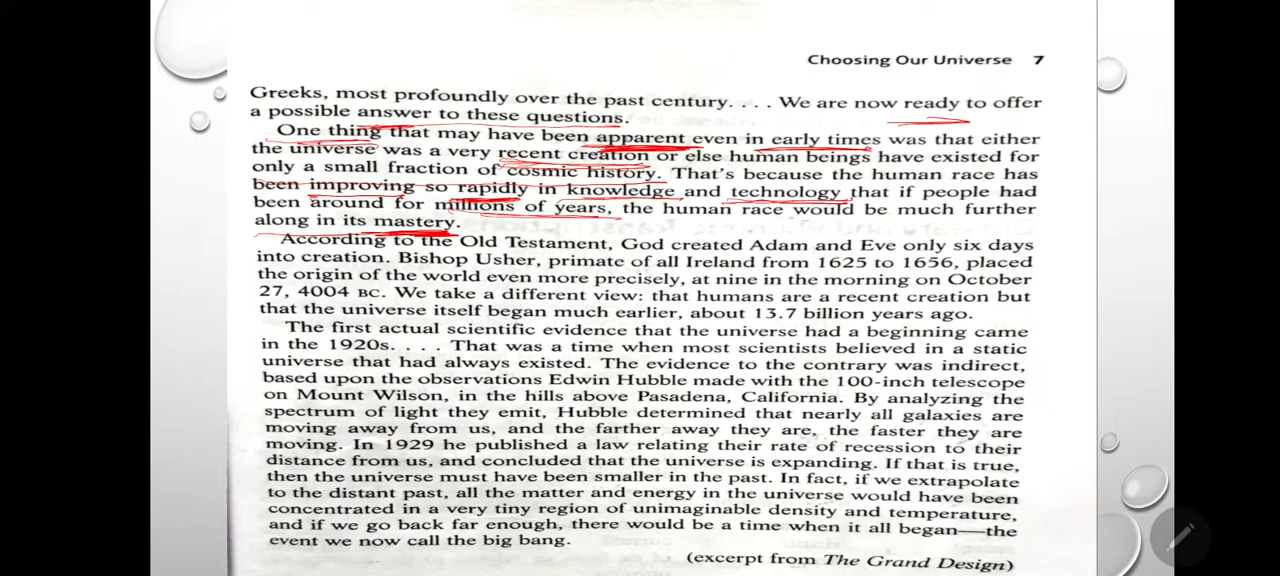 Choosing Our Universe 7
Greeks, most profoundly over the past century. . . . We are now ready to offer
a possible answer to these questions.
One thing that may have been apparent even in early times was that either
the universe was a very recent creation or else human beings have existed for
only a small fraction of cosmic history. That's because the human race has
been improving so rapidly in knowledge and technology that if people had
been around for millions of years, the human race would be much further
along in its mastery.
According to the Old Testament, God created Adam and Eve only six days
into creation. Bishop Usher, primate of all Ireland from 1625 to 1656, placed
the origin of the world even more precisely, at nine in the morning on October
27, 4004 BC. We take a different view: that humans are a recent creation but
that the universe itself began much earlier, about 13.7 billion years ago.
The first actual scientific evidence that the universe had a beginning came
in the 1920s. . . . That was a time when most scientists believed in a static
universe that had always existed. The evidence to the contrary was indirect,
based upon the observations Edwin Hubble made with the 100-inch telescope
on Mount Wilson, in the hills above Pasadena, California. By analyzing the
spectrum of light they emit, Hubble determined that nearly all galaxies are
moving away from us, and the farther away they are, the faster they are
moving. In 1929 he published a law relating their rate of recession to their
distance from us, and concluded that the universe is expanding. If that is true,
then the universe must have been smaller in the past. In fact, if we extrapolate
to the distant past, all the matter and energy in the universe would have been
concentrated in a very tiny region of unimaginable density and temperature,
and if we go back far enough, there would be a time when it all began—the
event we now call the big bang.
(excerpt from The Grand Design)